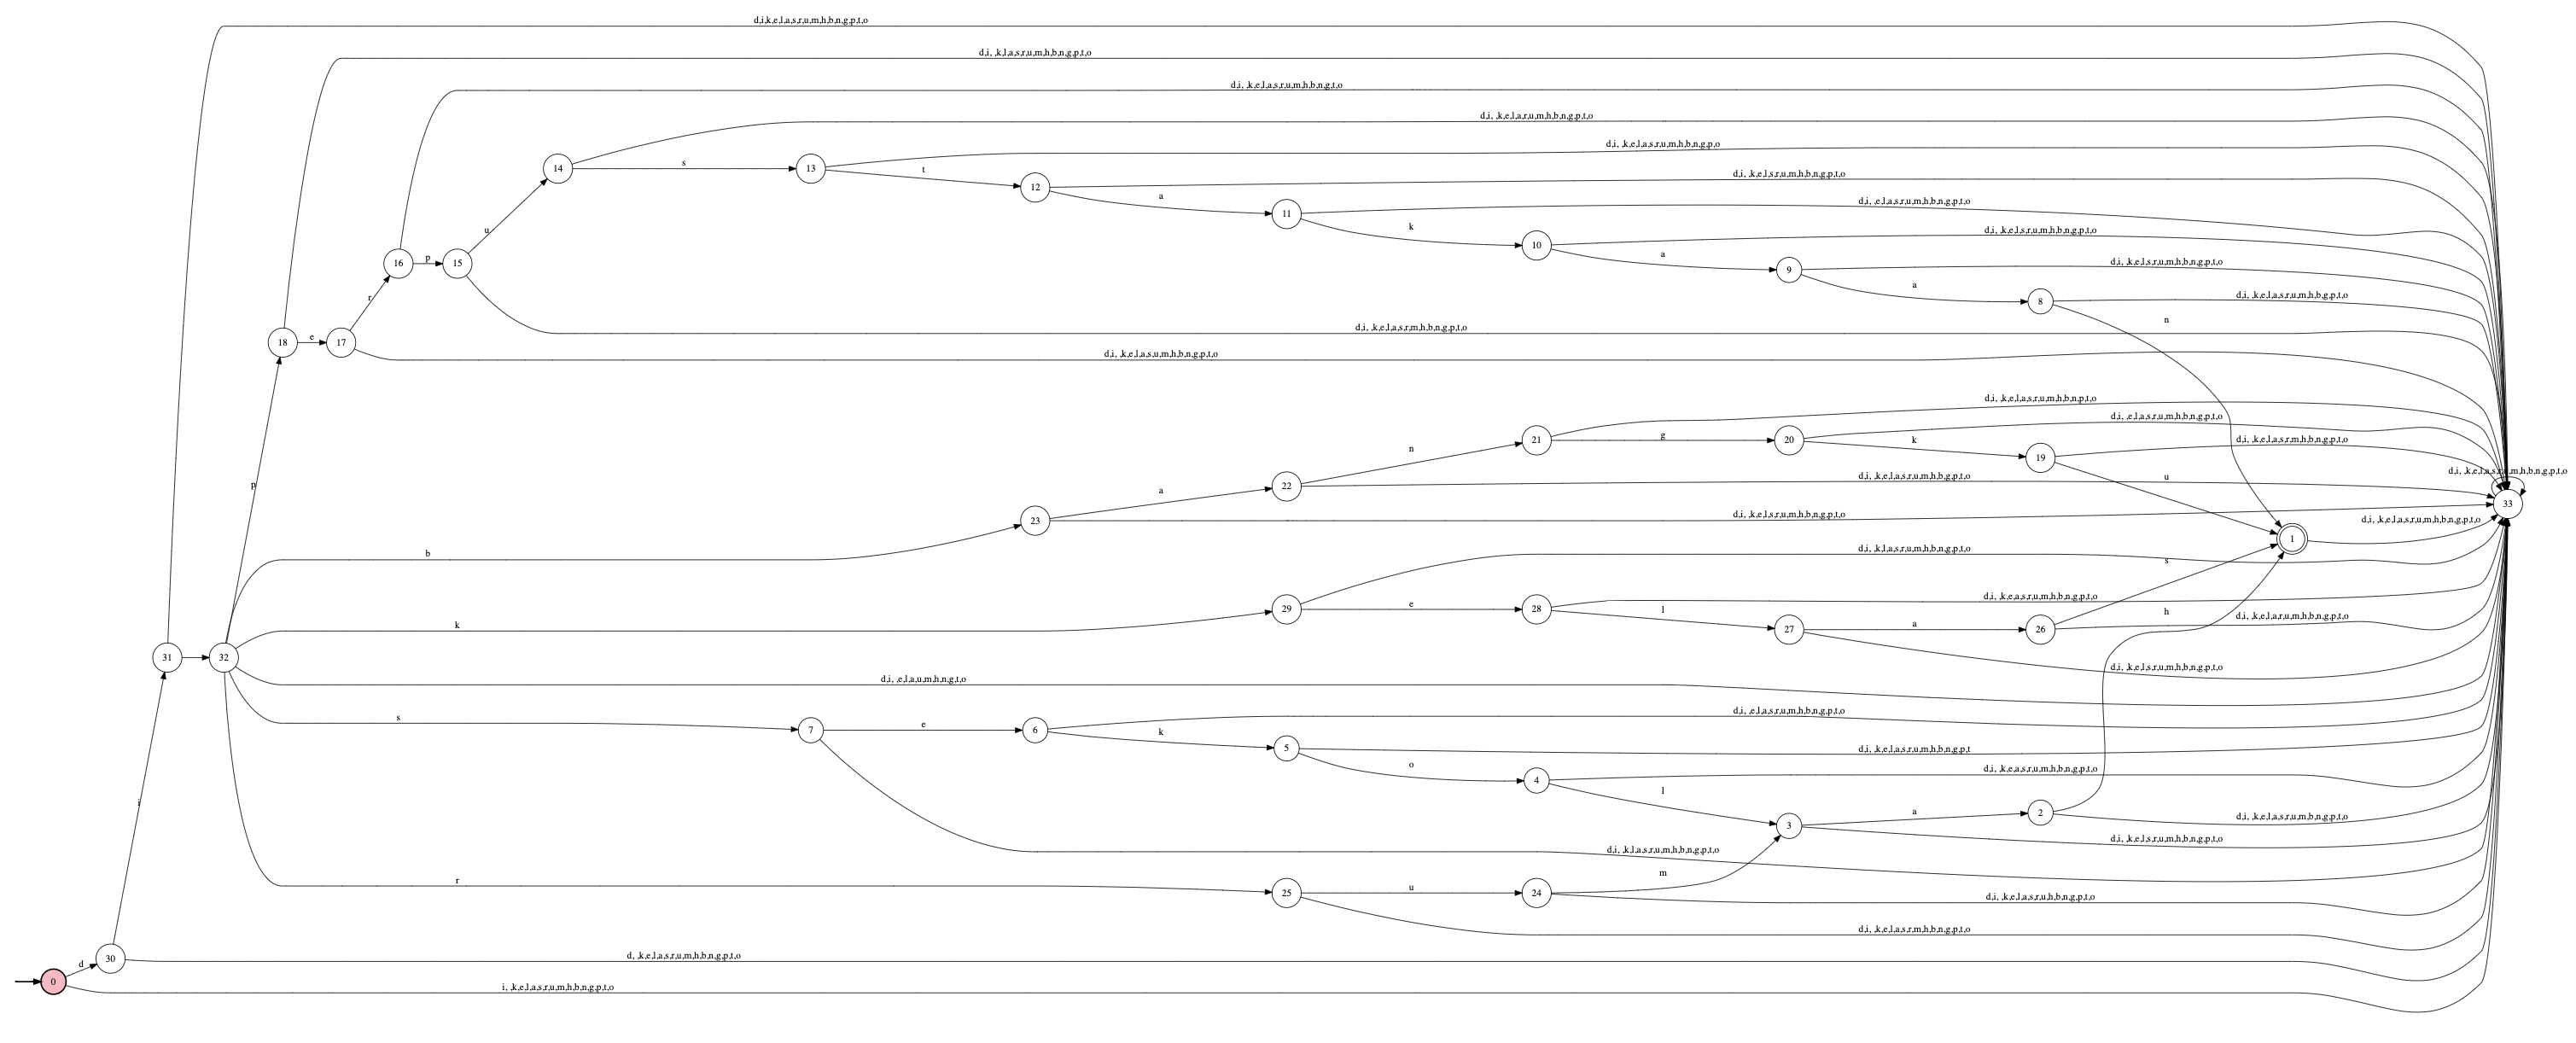 d,i,k,e,l,a,s,r,u,m,h,b,n,g,p,t,o
d,i, ,k,l,a,s,r,u,m,h,b,n,g,p,t,o
d,i, ,k,e,l,a,s,r,u,m,h,b,n,g,t,o
d,i, ,k,e,l,a,r,u,m,h,b,n,g,p,t,o
d,i, ,k,e,l,a,s,r,u,m,h,b,n,g,p,o
14
s
13
t
12
d,i, ,k,e,l,s,r,u,m,h,b,n,g,p,t,o
a
11
d,i, ,e,l,a,s,r,u,m,h,b,n,g,p,t,o
u
k
10
d,i, ,k,e,l,s,r,u,m,h,b,n,g,p,t,o
16
p
15
a
9
d,i, ,k,e,l,s,r,u,m,h,b,n,g,p,t,o
r
a
8
d,i, ,k,e,l,a,s,r,u,m,h,b,g,p,t,o
n
d,i, ,k,e,l,a,s,r,m,h,b,n,g,p,t,o
18
e
17
d,i, ,k,e,l,a,s,u,m,h,b,n,g,p,t,o
d,i, ,k,e,l,a,s,r,u,m,h,b,n,p,t,o
n
21
g
20
d,i, ,e,l,a,s,r,u,m,h,b,n,g,p,t,o
k
19
d,i, ,k,e,l,a,s,r,m,h,b,n,g,p,t,o
p
a
22
d,i, ,k,e,l,a,s,r,u,m,h,b,g,p,t,o
u
d,i, ,k,e,l,a,s,r,u,m,h,b,n,g,p,t,o
33
23
d,i, ,k,e,l,s,r,u,m,h,b,n,g,p,t,o
1
d,i, ,k,e,l,a,s,r,u,m,h,b,n,g,p,t,o
b
d,i, ,k,l,a,s,r,u,m,h,b,n,g,p,t,o
s
k
29
e
28
d,i, ,k,e,a,s,r,u,m,h,b,n,g,p,t,o
l
27
a
26
h
d,i, ,k,e,l,a,r,u,m,h,b,n,g,p,t,o
31
32
d,i, ,k,e,l,s,r,u,m,h,b,n,g,p,t,o
d,i, ,e,l,a,u,m,h,n,g,t,o
s
7
e
6
d,i, ,e,l,a,s,r,u,m,h,b,n,g,p,t,o
k
5
d,i, ,k,e,l,a,s,r,u,m,h,b,n,g,p,t
o
4
d,i, ,k,e,a,s,r,u,m,h,b,n,g,p,t,o
i
l
3
a
2
d,i, ,k,e,l,a,s,r,u,m,b,n,g,p,t,o
d,i, ,k,l,a,s,r,u,m,h,b,n,g,p,t,o
d,i, ,k,e,l,s,r,u,m,h,b,n,g,p,t,o
r
25
u
24
m
d,i, ,k,e,l,a,s,r,u,h,b,n,g,p,t,o
d,i, ,k,e,l,a,s,r,m,h,b,n,g,p,t,o
30
d, ,k,e,l,a,s,r,u,m,h,b,n,g,p,t,o
d
0
i, ,k,e,l,a,s,r,u,m,h,b,n,g,p,t,o